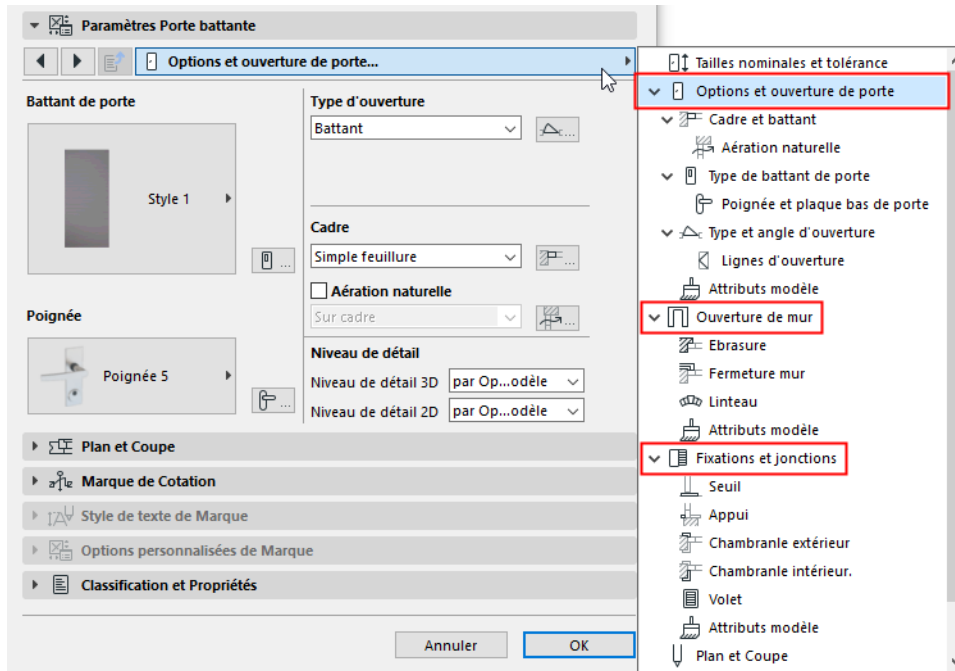 Paramètres Porte battante
Options et ouverture de porte...
Battant de porte
Style 1
...
Poignée
Poignée 5
...
Type d'ouverture
Battant
...
Cadre
Simple feuillure
...
Aération naturelle
Sur cadre
...
Niveau de détail
Niveau de détail 3D par Op...odèle
Niveau de détail 2D par Op...odèle
Plan et Coupe
Marque de Cotation
Style de texte de Marque
Options personnalisées de Marque
Classification et Propriétés
Annuler OK
Tailles nominales et tolérance
Options et ouverture de porte
Cadre et battant
Aération naturelle
Type de battant de porte
Poignée et plaque bas de porte
Type et angle d'ouverture
Lignes d'ouverture
Attributs modèle
Ouverture de mur
Ebrasure
Fermeture mur
Linteau
Attributs modèle
Fixations et jonctions
Seuil
Appui
Chambranle extérieur
Chambranle intérieur.
Volet
Attributs modèle
Plan et Coupe